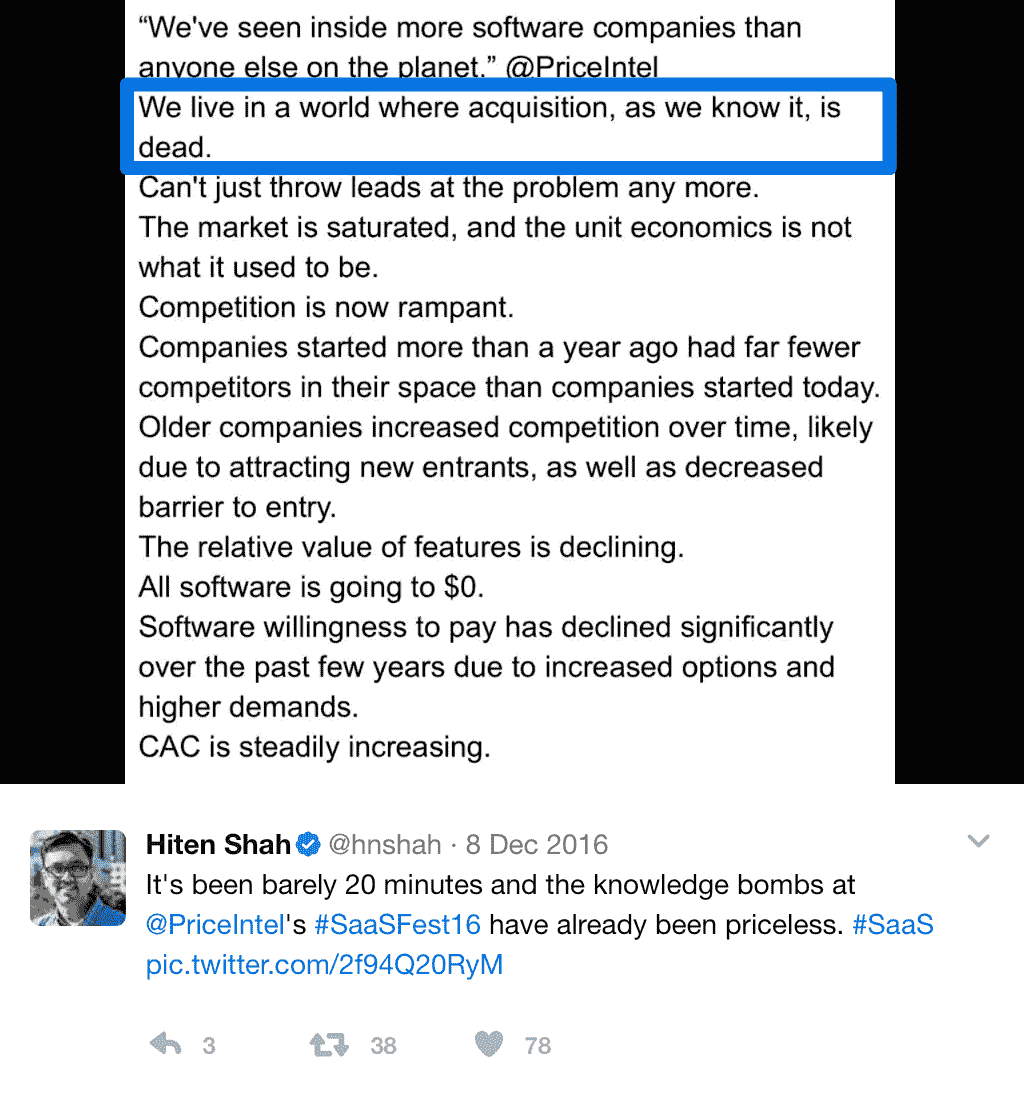 “We've seen inside more software companies than
anyone else on the planet.” @PriceIntel
We live in a world where acquisition, as we know it, is
dead.
Can't just throw leads at the problem any more.
The market is saturated, and the unit economics is not
what it used to be.
Competition is now rampant.
Companies started more than a year ago had far fewer
competitors in their space than companies started today.
Older companies increased competition over time, likely
due to attracting new entrants, as well as decreased
barrier to entry.
The relative value of features is declining.
All software is going to $0.
Software willingness to pay has declined significantly
over the past few years due to increased options and
higher demands.
CAC is steadily increasing.
Hiten Shah @hnshah · 8 Dec 2016
It's been barely 20 minutes and the knowledge bombs at
@PriceIntel's #SaaSFest16 have already been priceless. #SaaS
pic.twitter.com/2f94Q20RyM
3 38 78